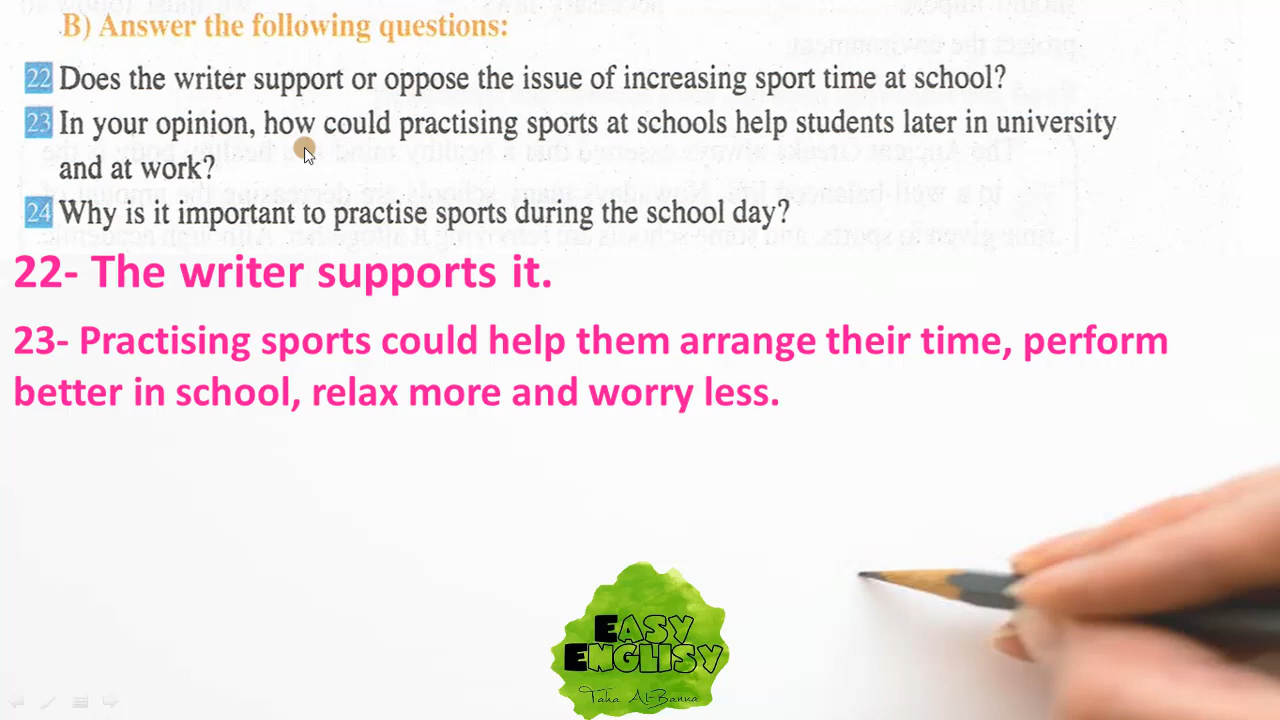 B) Answer the following questions:
22 Does the writer support or oppose the issue of increasing sport time at school?
23 In your opinion, how could practising sports at schools help students later in university
and at work?
24 Why is it important to practise sports during the school day?
22- The writer supports it.
23- Practising sports could help them arrange their time, perform
better in school, relax more and worry less.
EASY
ENGLISY
Taha Al-Banna